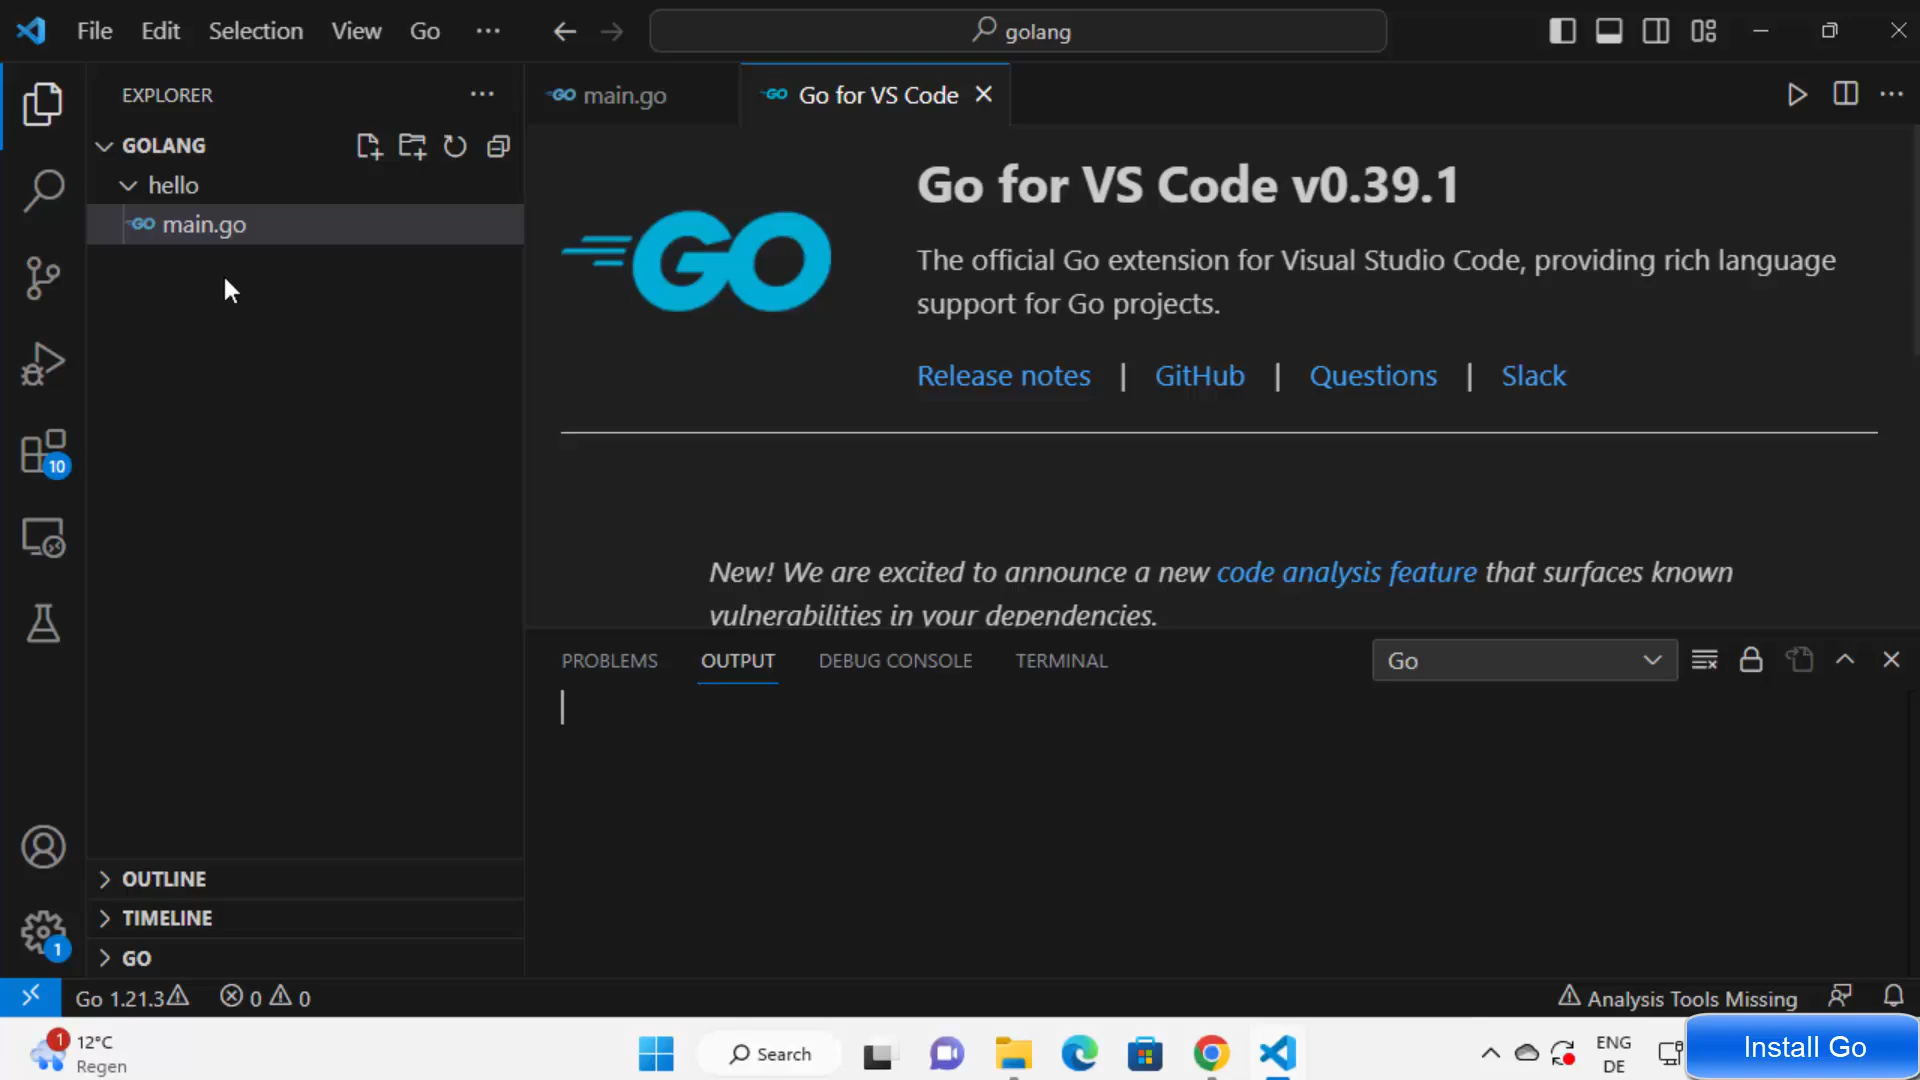 File Edit Selection View Go ···
golang
EXPLORER ···
GOLANG
hello
GO main.go
GO main.go
GO Go for VS Code
GO
Go for VS Code v0.39.1
The official Go extension for Visual Studio Code, providing rich language
support for Go projects.
Release notes | GitHub | Questions | Slack
New! We are excited to announce a new code analysis feature that surfaces known
vulnerabilities in your dependencies.
PROBLEMS OUTPUT DEBUG CONSOLE TERMINAL
Go
10
OUTLINE
TIMELINE
GO
1
Go 1.21.3 0 0
Analysis Tools Missing
1
12°C
Regen
Search
ENG
DE
Install Go